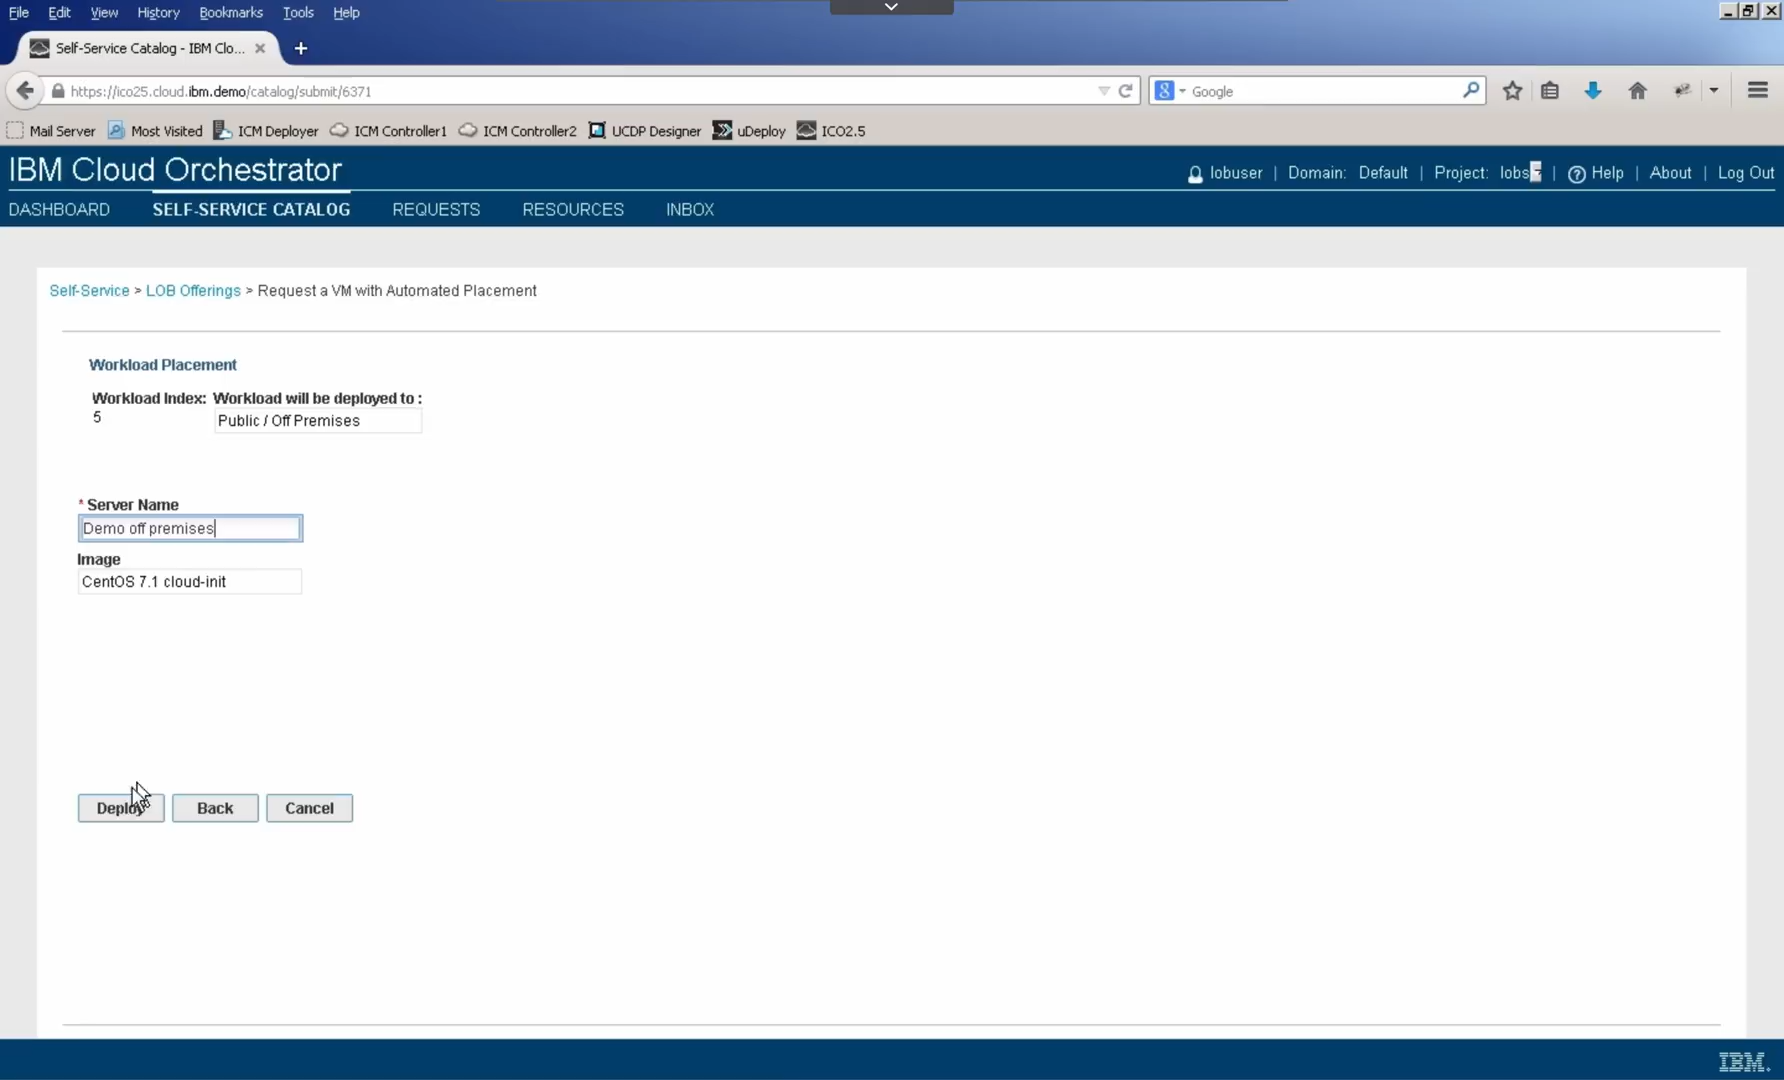 File Edit View History Bookmarks Tools Help
Self-Service Catalog - IBM Clo...
https://ico25.cloud.ibm.demo/catalog/submit/6371
Google
Mail Server Most Visited ICM Deployer ICM Controller1 ICM Controller2 UCDP Designer uDeploy ICO2.5
IBM Cloud Orchestrator
lobuser | Domain: Default | Project: lobs | Help | About | Log Out
DASHBOARD SELF-SERVICE CATALOG REQUESTS RESOURCES INBOX
Self-Service > LOB Offerings > Request a VM with Automated Placement
Workload Placement
Workload Index: Workload will be deployed to :
5 Public / Off Premises
* Server Name
Demo off premises
Image
CentOS 7.1 cloud-init
Deploy Back Cancel
IBM.